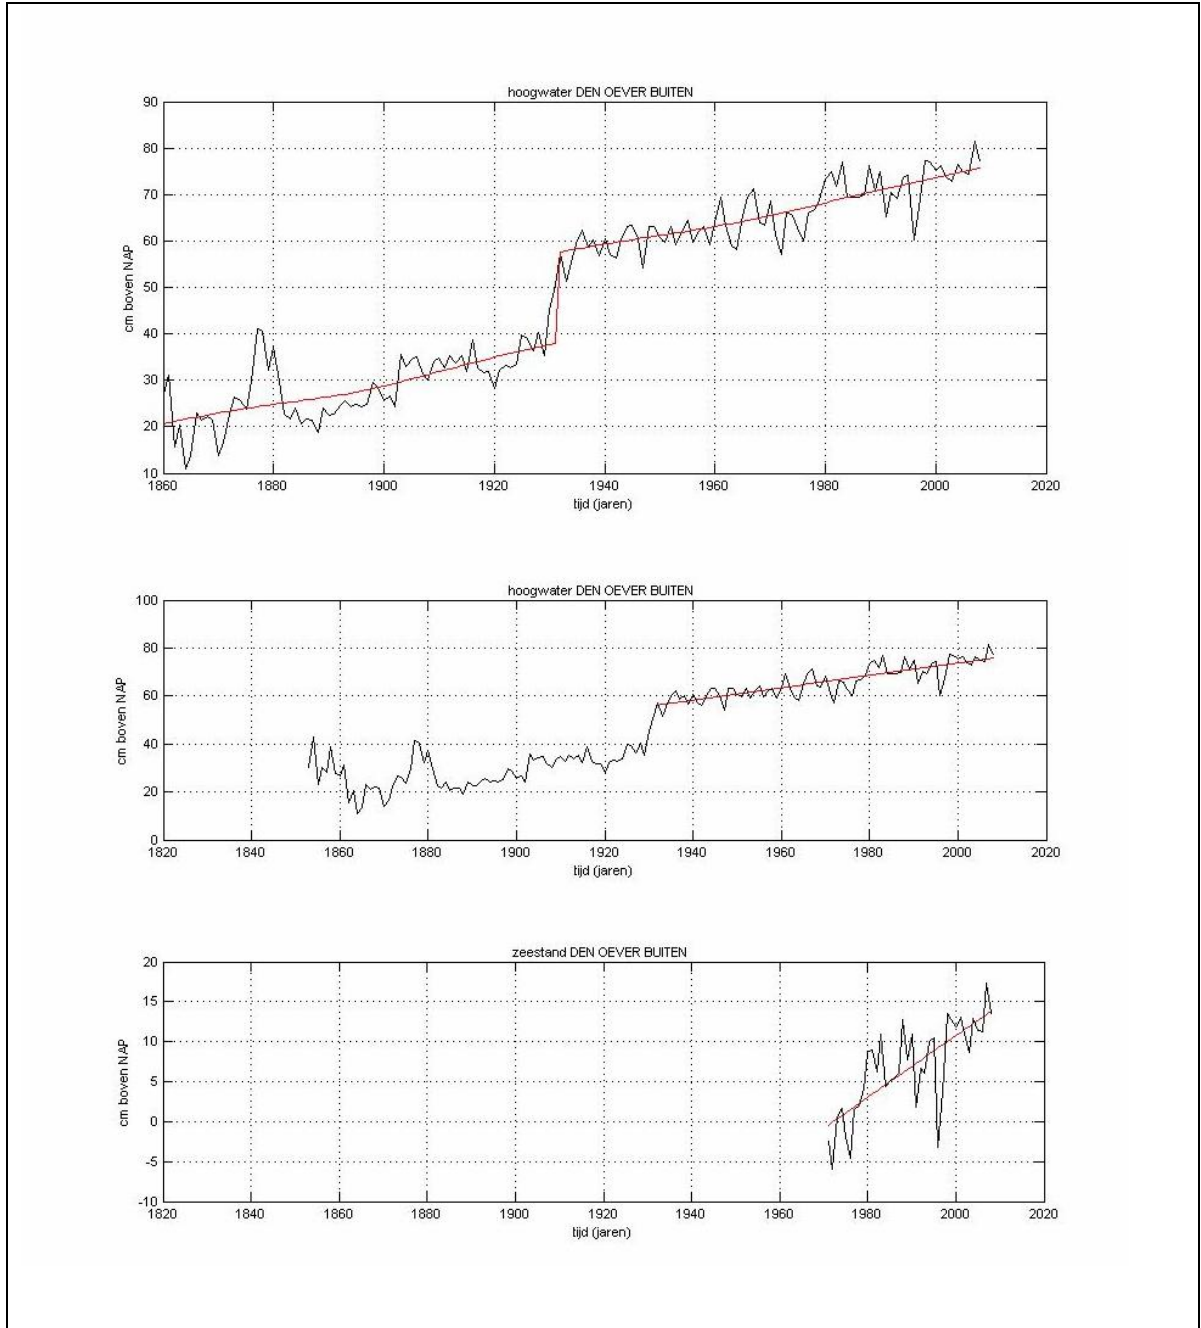 hoogwater DEN OEVER BUITEN
90
80
70
60
50
40
30
20
10
cm boven NAP
1860 1880 1900 1920 1940 1960 1980 2000 2020
tijd (jaren)
hoogwater DEN OEVER BUITEN
100
80
60
40
20
0
cm boven NAP
1820 1840 1860 1880 1900 1920 1940 1960 1980 2000 2020
tijd (jaren)
zeestand DEN OEVER BUITEN
20
15
10
5
0
-5
-10
cm boven NAP
1820 1840 1860 1880 1900 1920 1940 1960 1980 2000 2020
tijd (jaren)